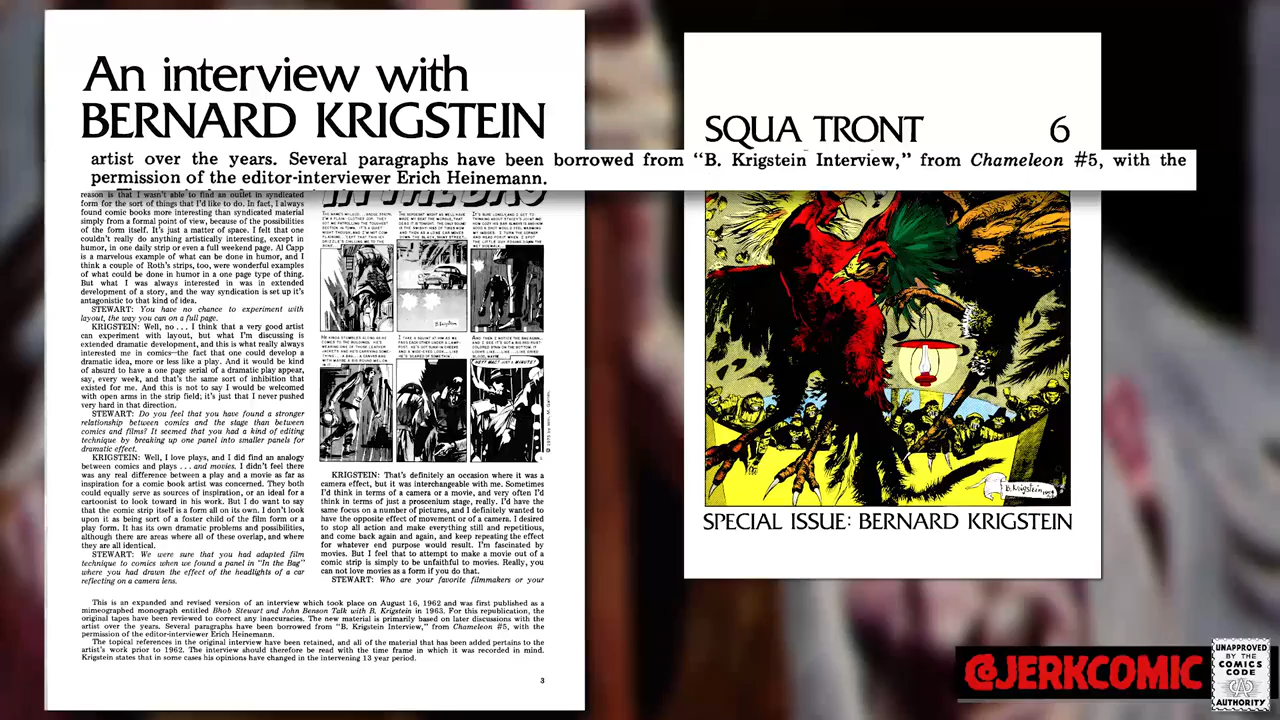 An interview with
BERNARD KRIGSTEIN
SQUA TRONT
6
artist over the years. Several paragraphs have been borrowed from “B. Krigstein Interview,” from Chameleon #5, with the
permission of the editor-interviewer Erich Heinemann.
reason is that I wasn't able to find an outlet in syndicated
form for the sort of things that I'd like to do. In fact, I always
found comic books more interesting than syndicated material
simply from a formal point of view, because of the possibilities
of the form itself. It's just a matter of space. I felt that one
couldn't really do anything artistically interesting, except in
humor, in one daily strip or even a full weekend page. Al Capp
is a marvelous example of what can be done in humor, and I
think a couple of Roth's strips, too, were wonderful examples
of what could be done in humor in a one page type of thing.
But what I was always interested in was in extended
development of a story, and the way syndication is set up it's
antagonistic to that kind of idea.
STEWART: You have no chance to experiment with
layout, the way you can on a full page.
KRIGSTEIN: Well, no . . . I think that a very good artist
can experiment with layout, but what I'm discussing is
extended dramatic development, and this is what really always
interested me in comics—the fact that one could develop a
dramatic idea, more or less like a play. And it would be kind
of absurd to have a one page serial of a dramatic play appear,
say, every week, and that's the same sort of inhibition that
existed for me. And this is not to say I would be welcomed
with open arms in the strip field; it's just that I never pushed
very hard in that direction.
STEWART: Do you feel that you have found a stronger
relationship between comics and the stage than between
comics and films? It seemed that you had a kind of editing
technique by breaking up one panel into smaller panels for
dramatic effect.
KRIGSTEIN: Well, I love plays, and I did find an analogy
between comics and plays . . . and movies. I didn't feel there
was any real difference between a play and a movie as far as
inspiration for a comic book artist was concerned. They both
could equally serve as sources of inspiration, or an ideal for a
cartoonist to look toward in his work. But I do want to say
that the comic strip itself is a form all on its own. I don't look
upon it as being sort of a foster child of the film form or a
play form. It has its own dramatic problems and possibilities,
although there are areas where all of these overlap, and where
they are all identical.
STEWART: We were sure that you had adapted film
technique to comics when we found a panel in "In the Bag"
where you had drawn the effect of the headlights of a car
reflecting on a camera lens.
IN THE BAG
KRIGSTEIN: That's definitely an occasion where it was a
camera effect, but it was interchangeable with me. Sometimes
I'd think in terms of a camera or a movie, and very often I'd
think in terms of just a proscenium stage, really. I'd have the
same focus on a number of pictures, and I definitely wanted to
have the opposite effect of movement or of a camera. I desired
to stop all action and make everything still and repetitious,
and come back again and again, and keep repeating the effect
for whatever end purpose would result. I'm fascinated by
movies. But I feel that to attempt to make a movie out of a
comic strip is simply to be unfaithful to movies. Really, you
can not love movies as a form if you do that.
STEWART: Who are your favorite filmmakers or your
This is an expanded and revised version of an interview which took place on August 16, 1962 and was first published as a
mimeographed monograph entitled Bhob Stewart and John Benson Talk with B. Krigstein in 1963. For this republication, the
original tapes have been reviewed to correct any inaccuracies. The new material is primarily based on later discussions with the
artist over the years. Several paragraphs have been borrowed from "B. Krigstein Interview," from Chameleon #5, with the
permission of the editor-interviewer Erich Heinemann.
The topical references in the original interview have been retained, and all of the material that has been added pertains to the
artist's work prior to 1962. The interview should therefore be read with the time frame in which it was recorded in mind.
Krigstein states that in some cases his opinions have changed in the intervening 13 year period.
3
B. Krigstein
SPECIAL ISSUE: BERNARD KRIGSTEIN
@JERKCOMIC
UNAPPROVED
BY THE
COMICS
CODE
AUTHORITY